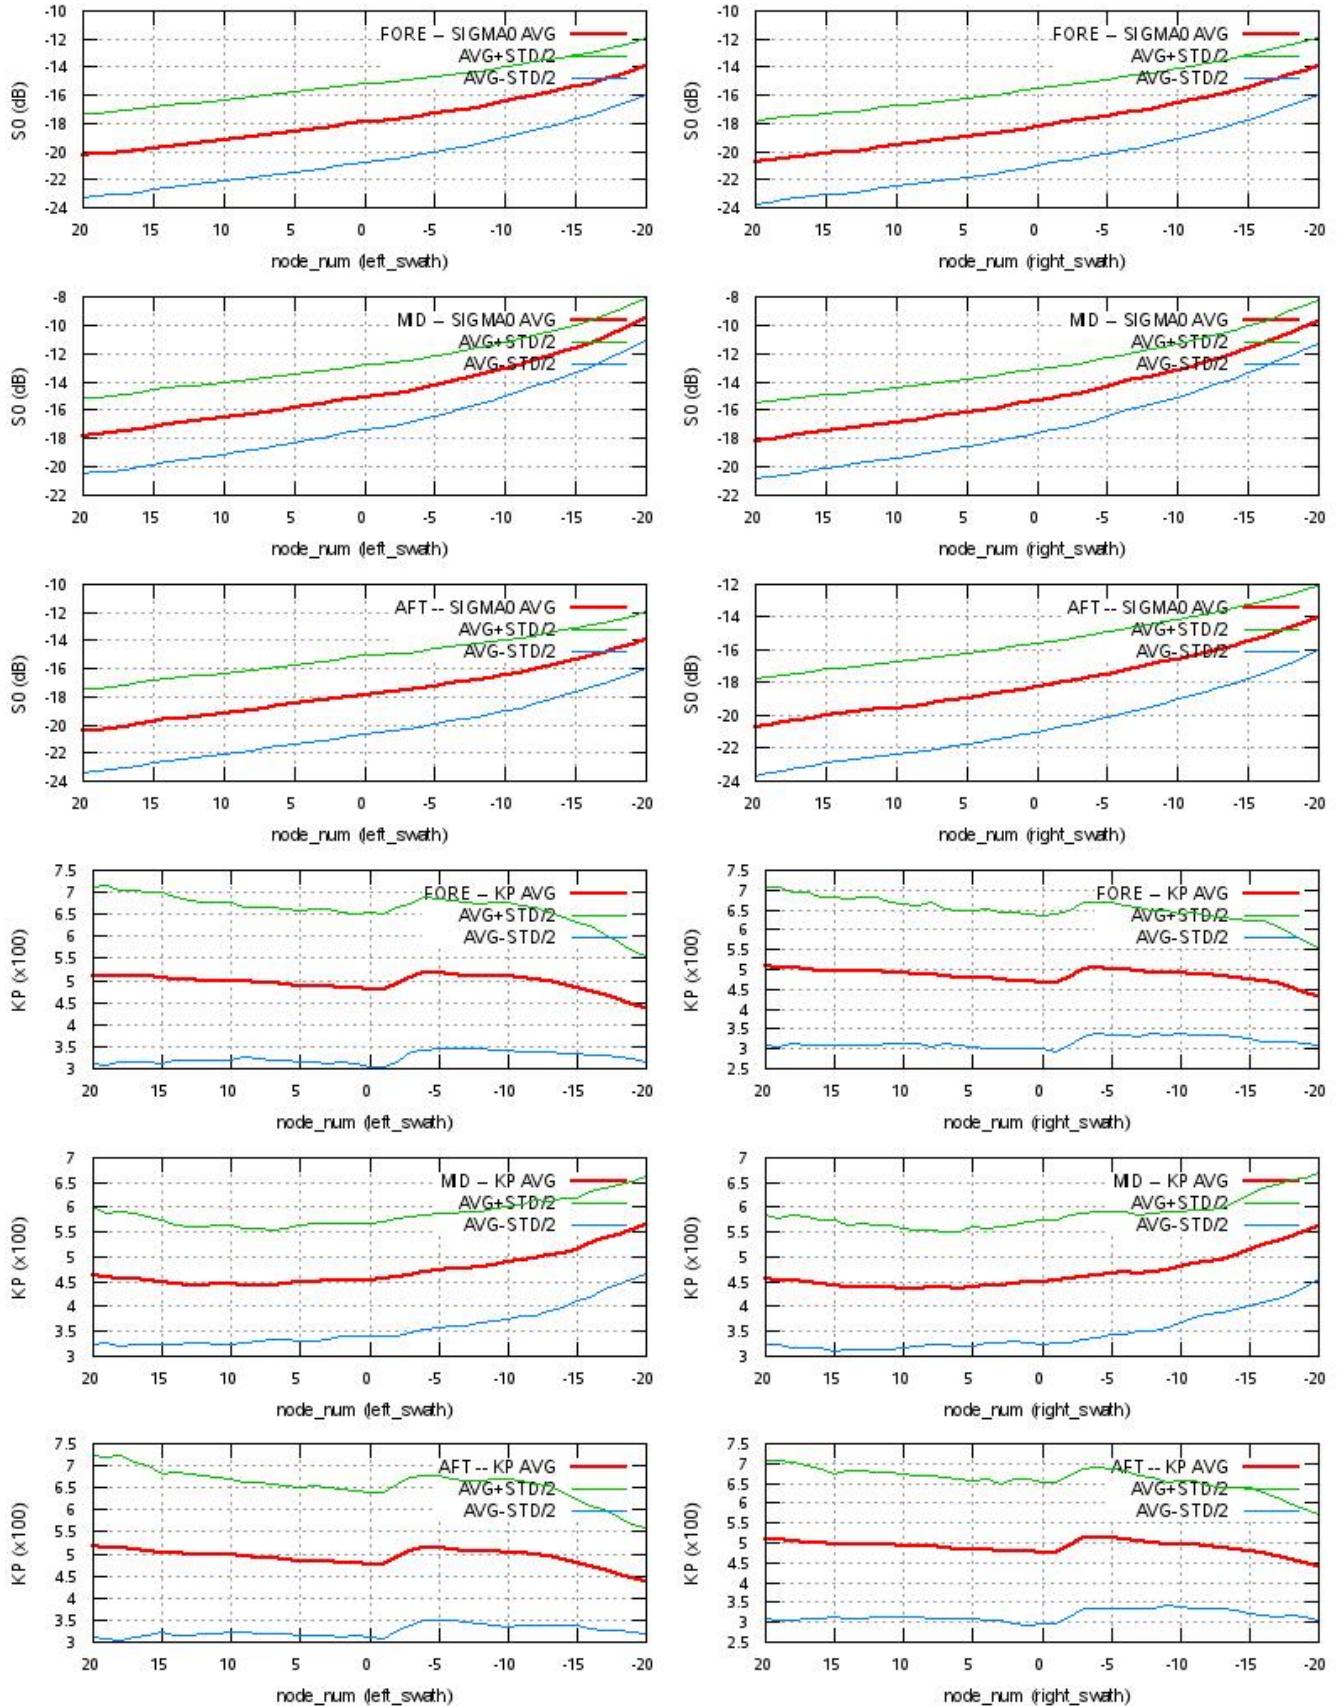 -10
-12
-14
-16
-18
-20
-22
-24
S0 (dB)
FORE -- SIGMA0 AVG
AVG+STD/2
AVG-STD/2
20 15 10 5 0 -5 -10 -15 -20
node_num (left_swath)
-10
-12
-14
-16
-18
-20
-22
-24
S0 (dB)
FORE -- SIGMA0 AVG
AVG+STD/2
AVG-STD/2
20 15 10 5 0 -5 -10 -15 -20
node_num (right_swath)
-8
-10
-12
-14
-16
-18
-20
-22
S0 (dB)
MID -- SIGMA0 AVG
AVG+STD/2
AVG-STD/2
20 15 10 5 0 -5 -10 -15 -20
node_num (left_swath)
-8
-10
-12
-14
-16
-18
-20
-22
S0 (dB)
MID -- SIGMA0 AVG
AVG+STD/2
AVG-STD/2
20 15 10 5 0 -5 -10 -15 -20
node_num (right_swath)
-10
-12
-14
-16
-18
-20
-22
-24
S0 (dB)
AFT -- SIGMA0 AVG
AVG+STD/2
AVG-STD/2
20 15 10 5 0 -5 -10 -15 -20
node_num (left_swath)
-12
-14
-16
-18
-20
-22
-24
S0 (dB)
AFT -- SIGMA0 AVG
AVG+STD/2
AVG-STD/2
20 15 10 5 0 -5 -10 -15 -20
node_num (right_swath)
7.5
7
6.5
6
5.5
5
4.5
4
3.5
3
KP (x100)
FORE -- KP AVG
AVG+STD/2
AVG-STD/2
20 15 10 5 0 -5 -10 -15 -20
node_num (left_swath)
7.5
7
6.5
6
5.5
5
4.5
4
3.5
3
2.5
KP (x100)
FORE -- KP AVG
AVG+STD/2
AVG-STD/2
20 15 10 5 0 -5 -10 -15 -20
node_num (right_swath)
7
6.5
6
5.5
5
4.5
4
3.5
3
KP (x100)
MID -- KP AVG
AVG+STD/2
AVG-STD/2
20 15 10 5 0 -5 -10 -15 -20
node_num (left_swath)
7
6.5
6
5.5
5
4.5
4
3.5
3
KP (x100)
MID -- KP AVG
AVG+STD/2
AVG-STD/2
20 15 10 5 0 -5 -10 -15 -20
node_num (right_swath)
7.5
7
6.5
6
5.5
5
4.5
4
3.5
3
KP (x100)
AFT -- KP AVG
AVG+STD/2
AVG-STD/2
20 15 10 5 0 -5 -10 -15 -20
node_num (left_swath)
7.5
7
6.5
6
5.5
5
4.5
4
3.5
3
2.5
KP (x100)
AFT -- KP AVG
AVG+STD/2
AVG-STD/2
20 15 10 5 0 -5 -10 -15 -20
node_num (right_swath)